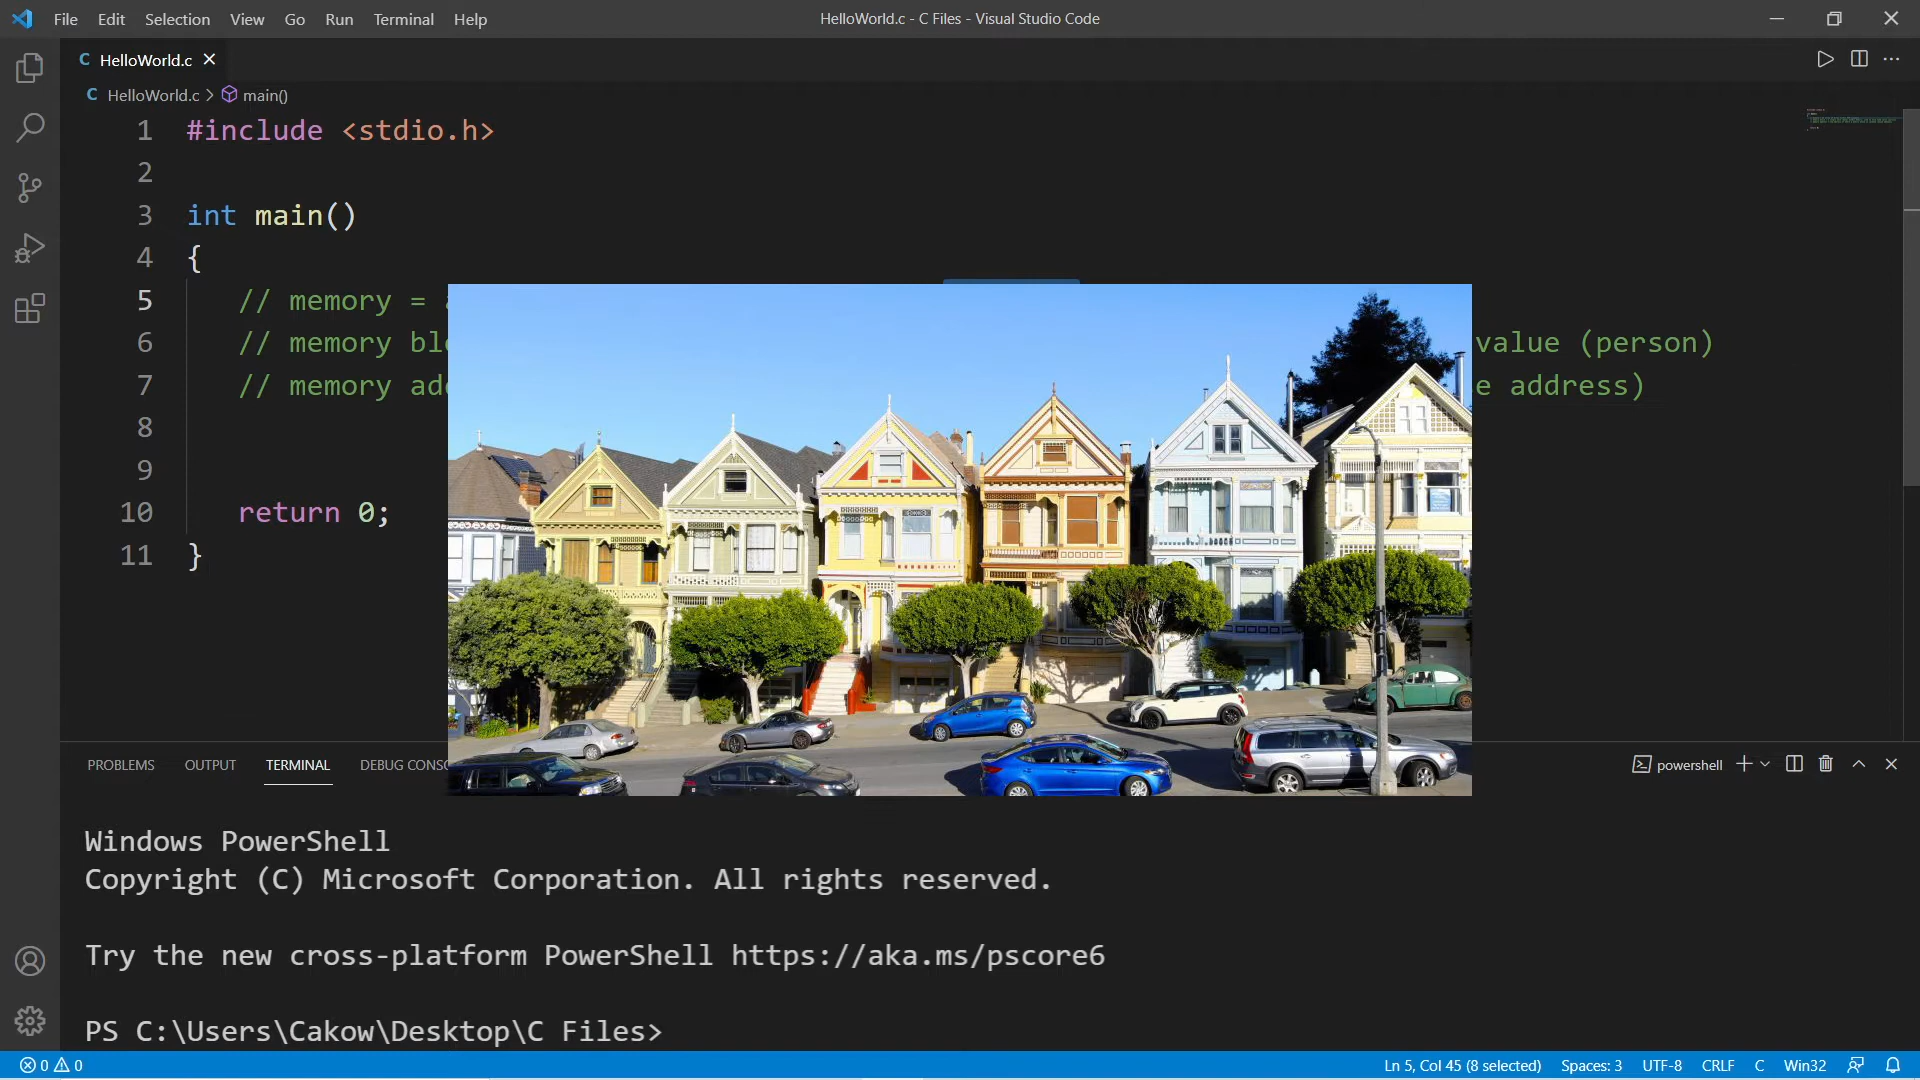 File Edit Selection View Go Run Terminal Help HelloWorld.c - C Files - Visual Studio Code
C HelloWorld.c
C HelloWorld.c > main()
1 #include <stdio.h>
2
3 int main()
4 {
5 // memory =
6 // memory value (person)
7 // memory address)
8
9
10 return 0;
11 }
PROBLEMS OUTPUT TERMINAL DEBUG powershell
Windows PowerShell
Copyright (C) Microsoft Corporation. All rights reserved.
Try the new cross-platform PowerShell https://aka.ms/pscore6
PS C:\Users\Cakow\Desktop\C Files>
0 0 Ln 5, Col 45 (8 selected) Spaces: 3 UTF-8 CRLF C Win32